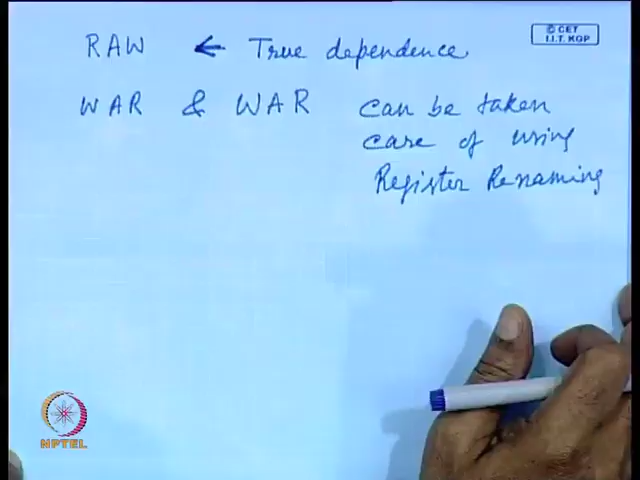 © CET
I.I.T. KGP
RAW ← True dependence
WAR & WAR can be taken
care of using
Register Renaming
NPTEL